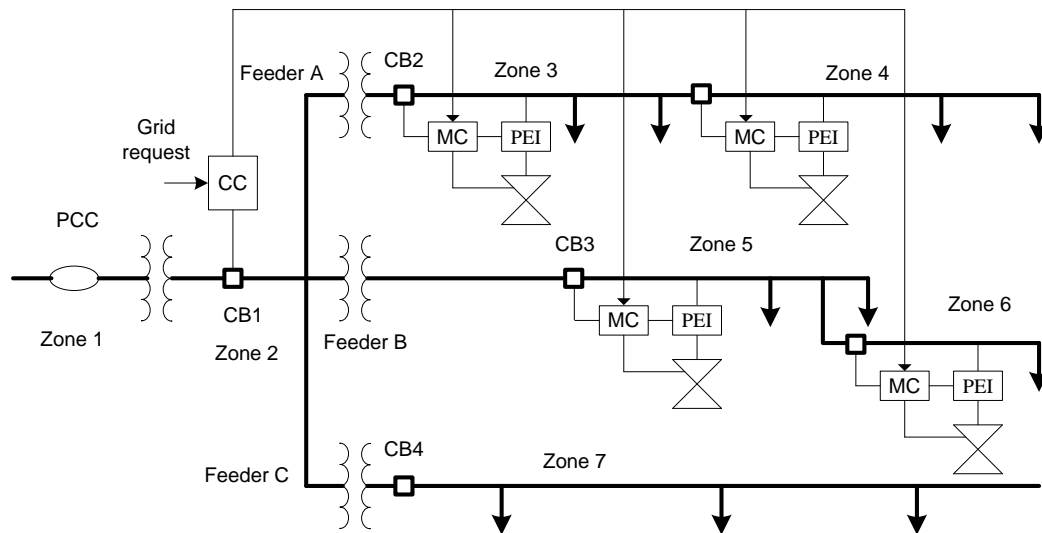 CB2
Zone 3
Zone 4
Feeder A
Grid
request
MC
PEI
MC
PEI
CC
PCC
CB3
Zone 5
CB1
Zone 1
Zone 2
Feeder B
MC
PEI
Zone 6
MC
PEI
CB4
Zone 7
Feeder C